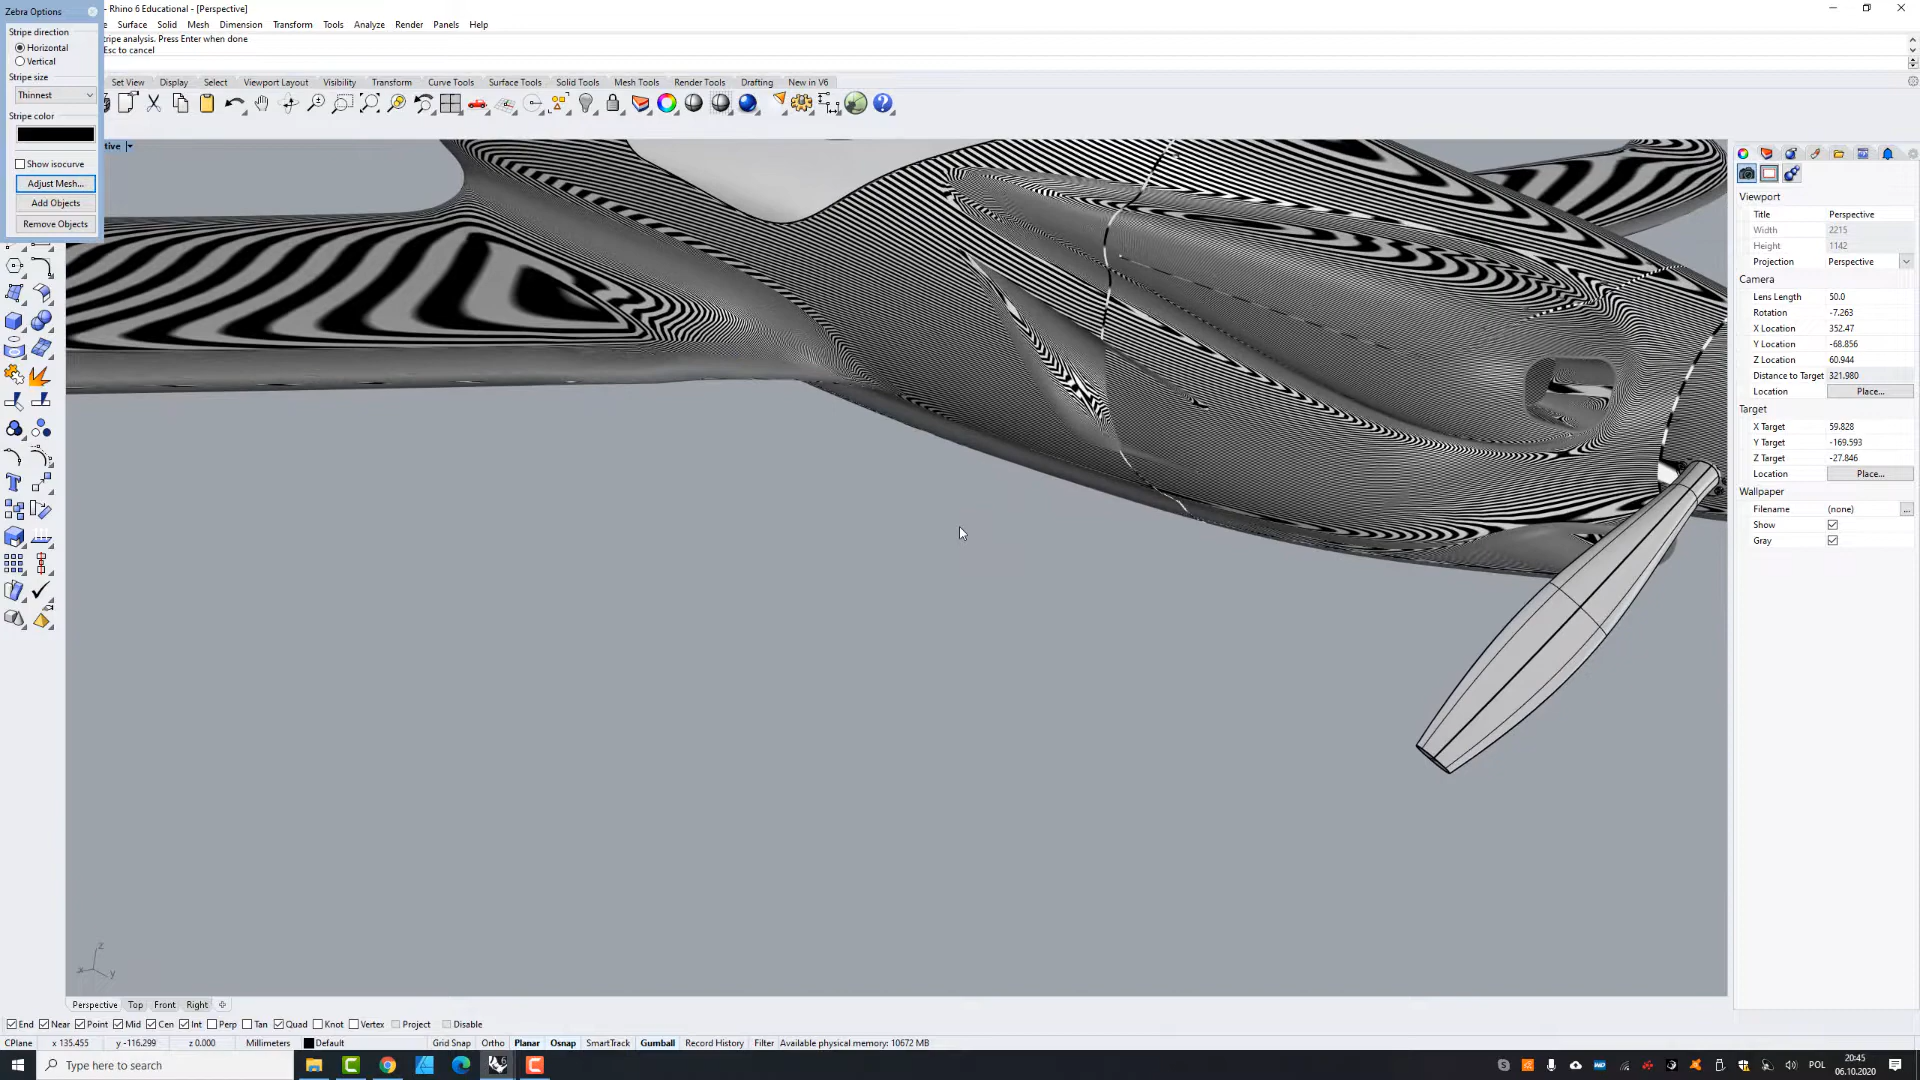 Zebra Options
- Rhino 6 Educational - [Perspective]
Surface Solid Mesh Dimension Transform Tools Analyze Render Panels Help
Stripe direction
tripe analysis. Press Enter when done
Horizontal
Esc to cancel
Vertical
Stripe size
Set View Display Select Viewport Layout Visibility Transform Curve Tools Surface Tools Solid Tools Mesh Tools Render Tools Drafting New in V6
Thinnest
Stripe color
tive
Show isocurve
Adjust Mesh...
Add Objects
Remove Objects
Viewport
Title Perspective
Width 2215
Height 1142
Projection Perspective
Camera
Lens Length 50.0
Rotation -7.263
X Location 352.47
Y Location -68.856
Z Location 60.944
Distance to Target 321.980
Location Place...
Target
X Target 59.828
Y Target -169.593
Z Target -27.846
Location Place...
Wallpaper
Filename (none) ...
Show
Gray
z
x y
Perspective Top Front Right
End Near Point Mid Cen Int Perp Tan Quad Knot Vertex Project Disable
CPlane x 135.455 y -116.299 z 0.000 Millimeters Default Grid Snap Ortho Planar Osnap SmartTrack Gumball Record History Filter Available physical memory: 10672 MB
Type here to search
POL
20:45
06.10.2020